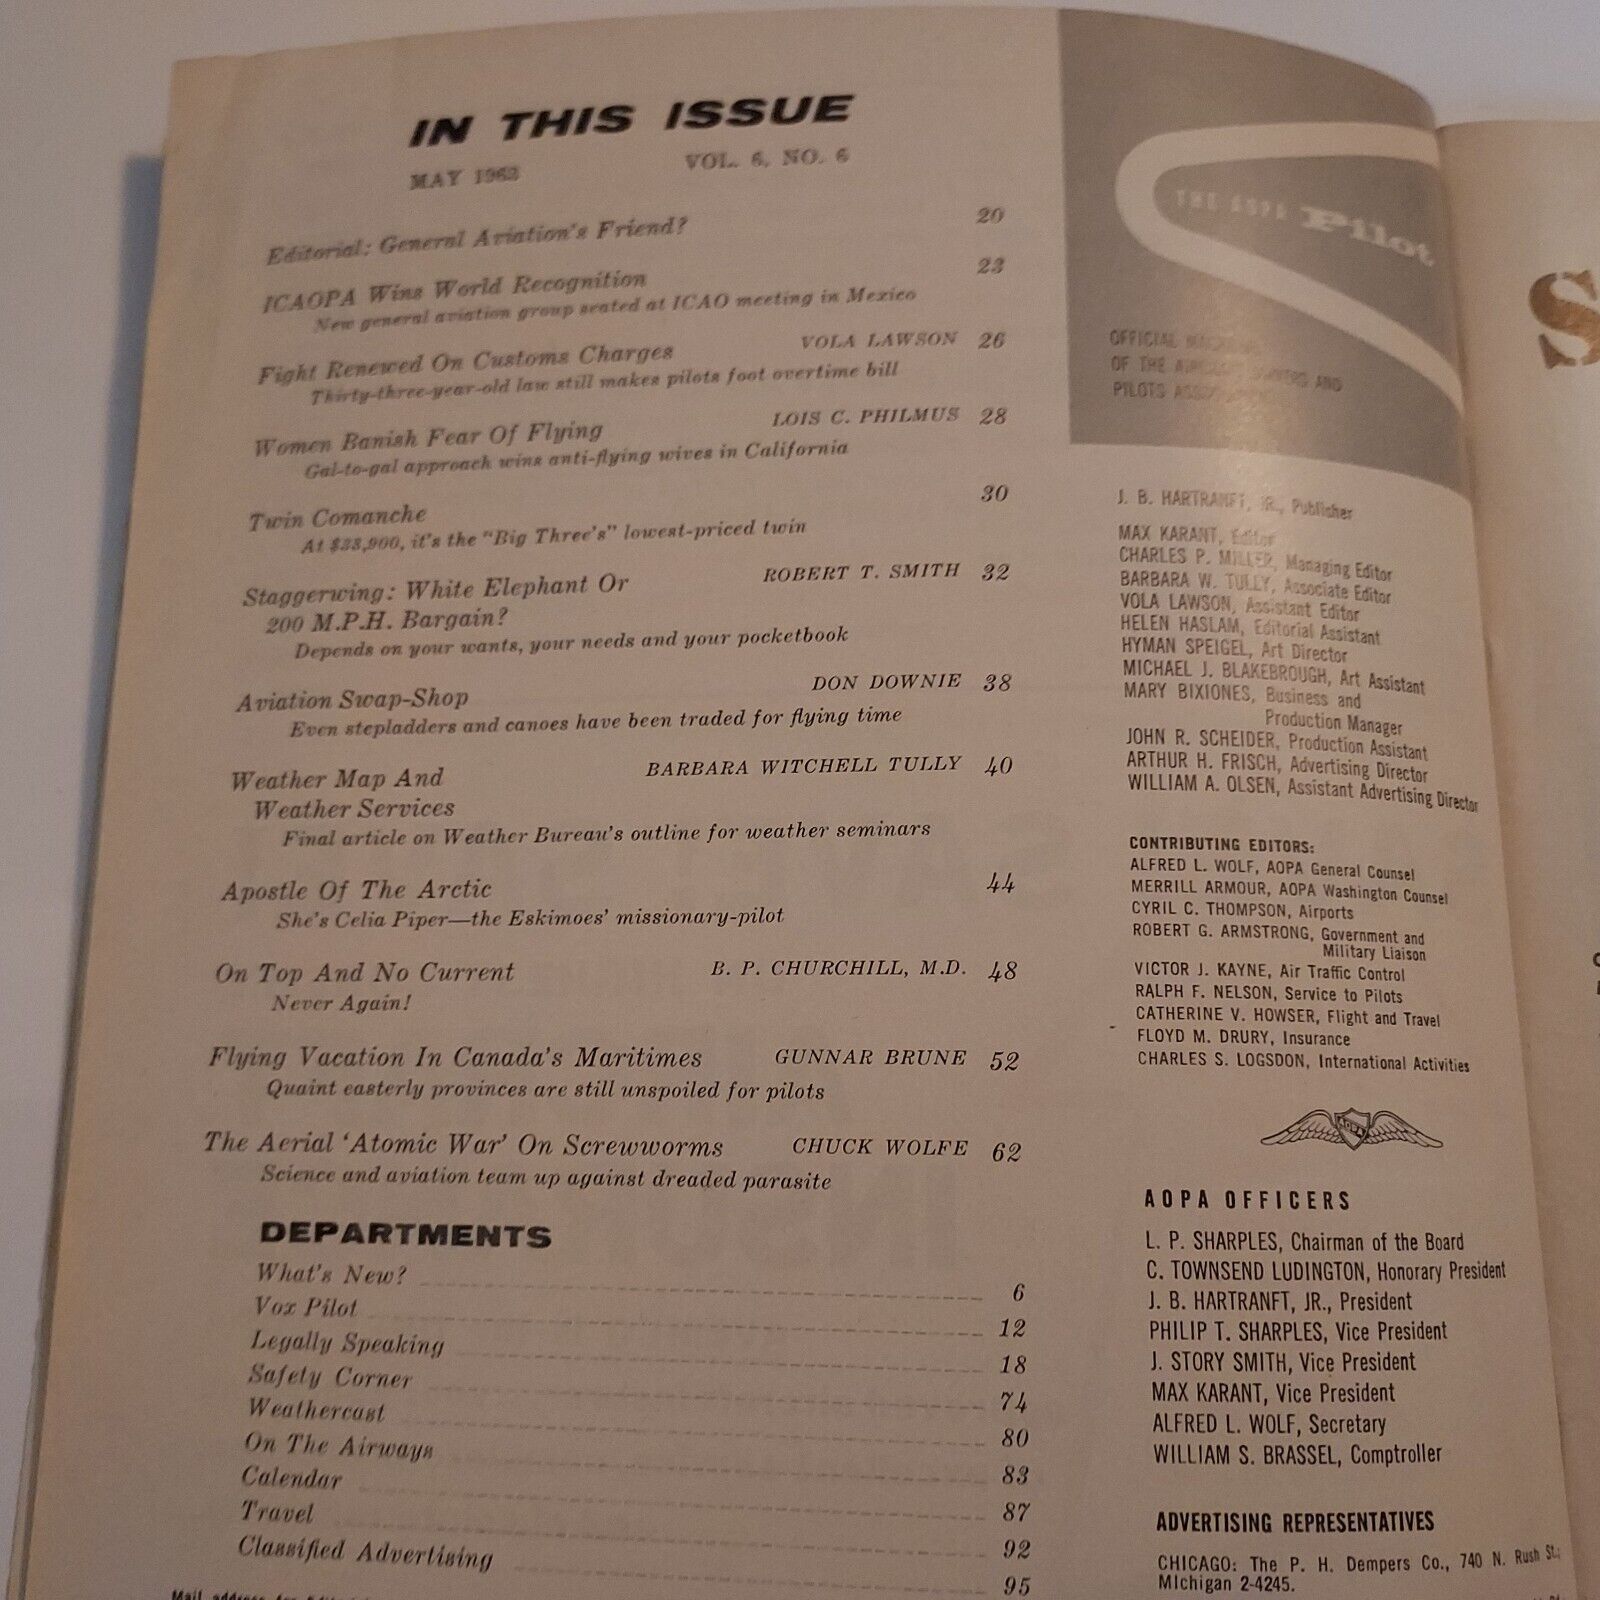 IN THIS ISSUE
MAY 1963 VOL. 6, NO. 6
Editorial: General Aviation's Friend? 20
ICAOPA Wins World Recognition 23
New general aviation group seated at ICAO meeting in Mexico
Fight Renewed On Customs Charges VOLA LAWSON 26
Thirty-three-year-old law still makes pilots foot overtime bill
Women Banish Fear Of Flying LOIS C. PHILMUS 28
Gal-to-gal approach wins anti-flying wives in California
Twin Comanche 30
At $33,900, it's the "Big Three's" lowest-priced twin
Staggerwing: White Elephant Or ROBERT T. SMITH 32
200 M.P.H. Bargain?
Depends on your wants, your needs and your pocketbook
Aviation Swap-Shop DON DOWNIE 38
Even stepladders and canoes have been traded for flying time
Weather Map And BARBARA WITCHELL TULLY 40
Weather Services
Final article on Weather Bureau's outline for weather seminars
Apostle Of The Arctic 44
She's Celia Piper—the Eskimoes' missionary-pilot
On Top And No Current B. P. CHURCHILL, M.D. 48
Never Again!
Flying Vacation In Canada's Maritimes GUNNAR BRUNE 52
Quaint easterly provinces are still unspoiled for pilots
The Aerial 'Atomic War' On Screwworms CHUCK WOLFE 62
Science and aviation team up against dreaded parasite
DEPARTMENTS
What's New? 6
Vox Pilot 12
Legally Speaking 18
Safety Corner 74
Weathercast 80
On The Airways 83
Calendar 87
Travel 92
Classified Advertising 95
Mail address for
THE AOPA Pilot
OFFICIAL MAGAZINE
OF THE AIRCRAFT OWNERS AND
PILOTS ASSOCIATION
J. B. HARTRANFT, JR., Publisher
MAX KARANT, Editor
CHARLES P. MILLER, Managing Editor
BARBARA W. TULLY, Associate Editor
VOLA LAWSON, Assistant Editor
HELEN HASLAM, Editorial Assistant
HYMAN SPEIGEL, Art Director
MICHAEL J. BLAKEBROUGH, Art Assistant
MARY BIXIONES, Business and
Production Manager
JOHN R. SCHEIDER, Production Assistant
ARTHUR H. FRISCH, Advertising Director
WILLIAM A. OLSEN, Assistant Advertising Director
CONTRIBUTING EDITORS:
ALFRED L. WOLF, AOPA General Counsel
MERRILL ARMOUR, AOPA Washington Counsel
CYRIL C. THOMPSON, Airports
ROBERT G. ARMSTRONG, Government and
Military Liaison
VICTOR J. KAYNE, Air Traffic Control
RALPH F. NELSON, Service to Pilots
CATHERINE V. HOWSER, Flight and Travel
FLOYD M. DRURY, Insurance
CHARLES S. LOGSDON, International Activities
AOPA
AOPA OFFICERS
L. P. SHARPLES, Chairman of the Board
C. TOWNSEND LUDINGTON, Honorary President
J. B. HARTRANFT, JR., President
PHILIP T. SHARPLES, Vice President
J. STORY SMITH, Vice President
MAX KARANT, Vice President
ALFRED L. WOLF, Secretary
WILLIAM S. BRASSEL, Comptroller
ADVERTISING REPRESENTATIVES
CHICAGO: The P. H. Dempers Co., 740 N. Rush St.;
MIchigan 2-4245.
S